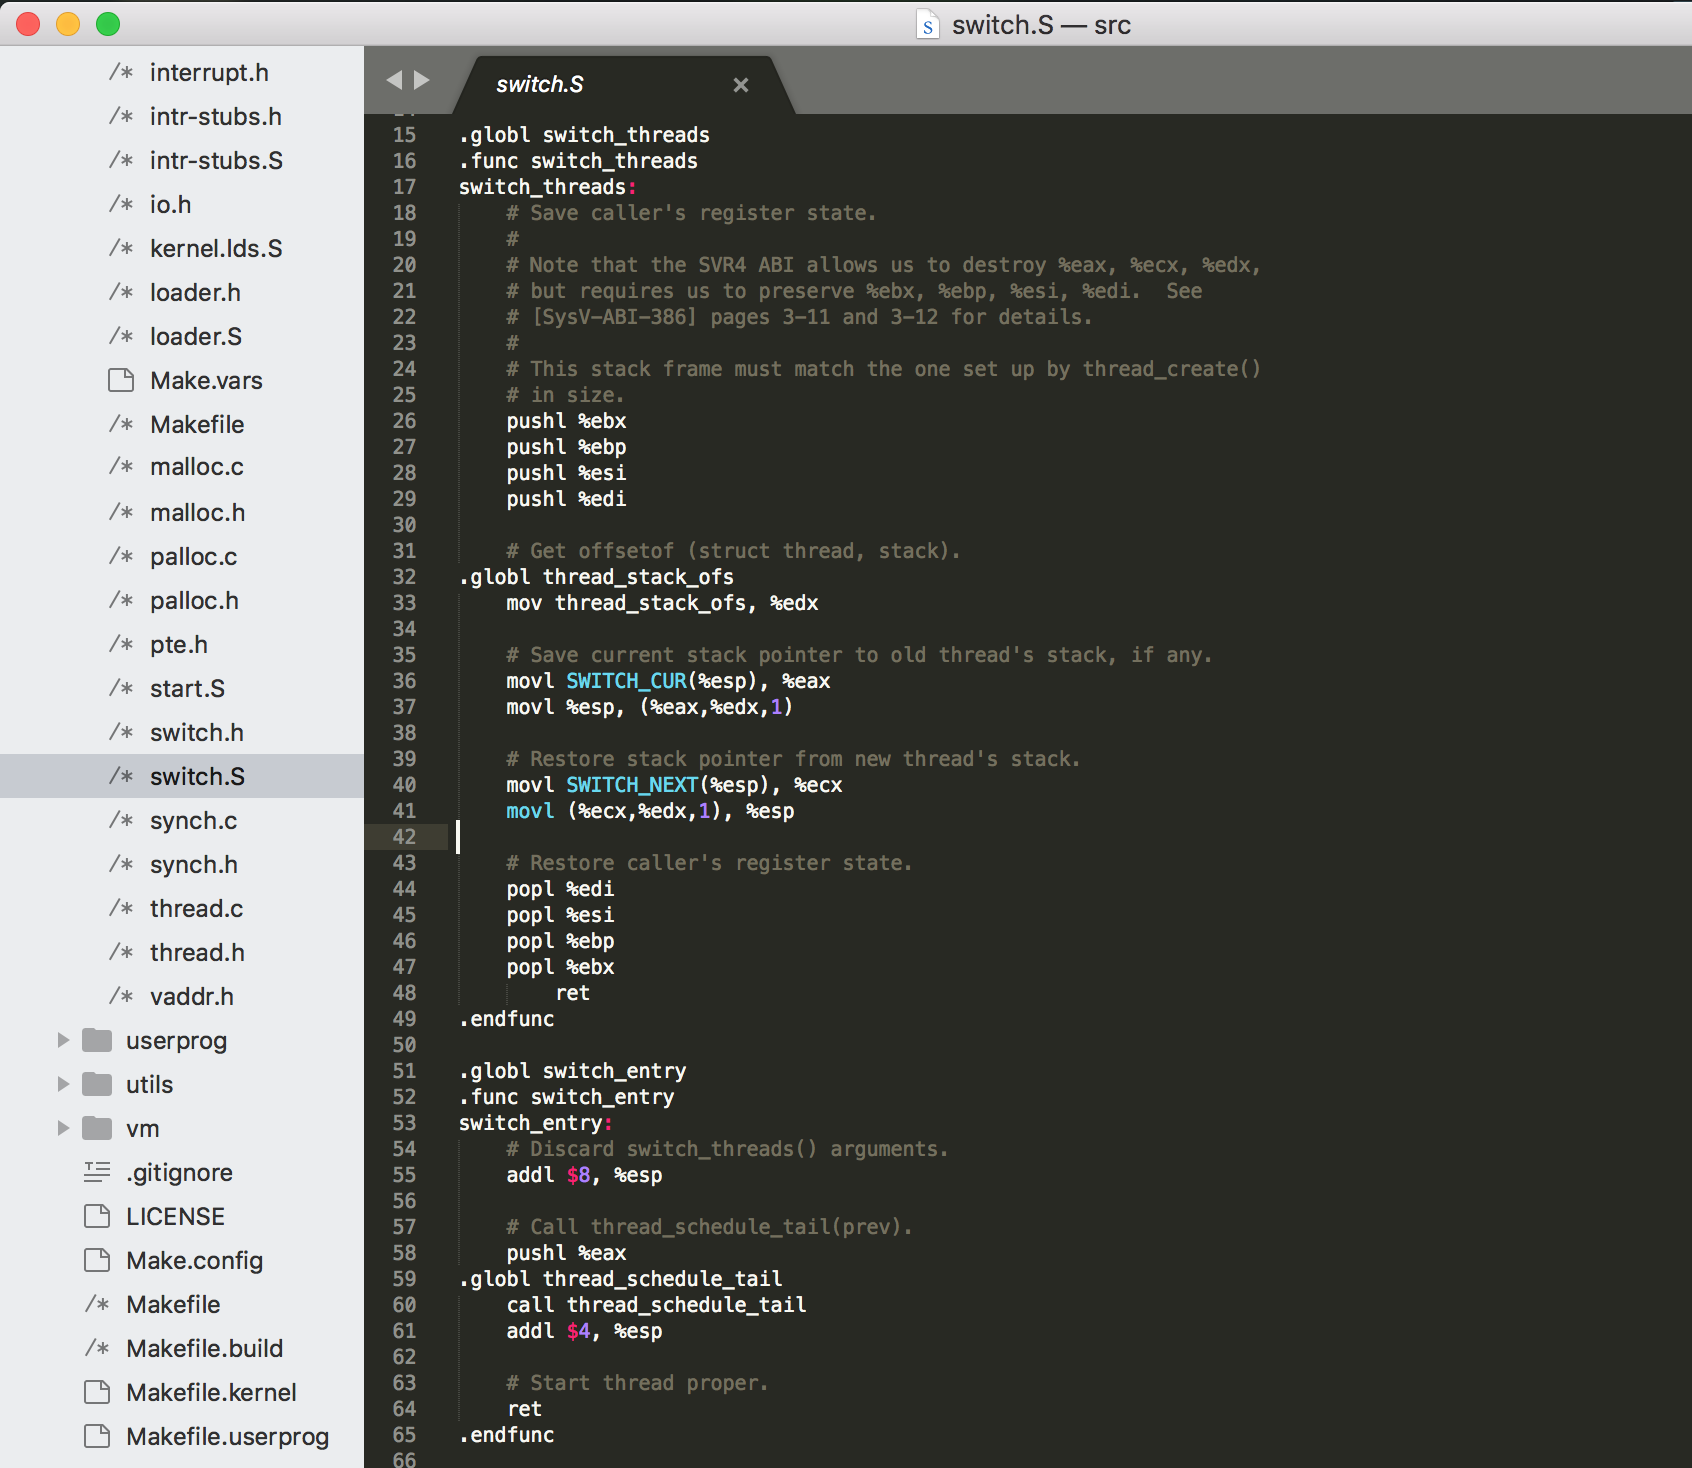 switch.S — src
interrupt.h
intr-stubs.h
intr-stubs.S
io.h
kernel.lds.S
loader.h
loader.S
Make.vars
Makefile
malloc.c
malloc.h
palloc.c
palloc.h
pte.h
start.S
switch.h
switch.S
synch.c
synch.h
thread.c
thread.h
vaddr.h
userprog
utils
vm
.gitignore
LICENSE
Make.config
Makefile
Makefile.build
Makefile.kernel
Makefile.userprog
switch.S
15 .globl switch_threads
16 .func switch_threads
17 switch_threads:
18 # Save caller's register state.
19 #
20 # Note that the SVR4 ABI allows us to destroy %eax, %ecx, %edx,
21 # but requires us to preserve %ebx, %ebp, %esi, %edi.  See
22 # [SysV-ABI-386] pages 3-11 and 3-12 for details.
23 #
24 # This stack frame must match the one set up by thread_create()
25 # in size.
26 pushl %ebx
27 pushl %ebp
28 pushl %esi
29 pushl %edi
30
31 # Get offsetof (struct thread, stack).
32 .globl thread_stack_ofs
33 mov thread_stack_ofs, %edx
34
35 # Save current stack pointer to old thread's stack, if any.
36 movl SWITCH_CUR(%esp), %eax
37 movl %esp, (%eax,%edx,1)
38
39 # Restore stack pointer from new thread's stack.
40 movl SWITCH_NEXT(%esp), %ecx
41 movl (%ecx,%edx,1), %esp
42
43 # Restore caller's register state.
44 popl %edi
45 popl %esi
46 popl %ebp
47 popl %ebx
48 ret
49 .endfunc
50
51 .globl switch_entry
52 .func switch_entry
53 switch_entry:
54 # Discard switch_threads() arguments.
55 addl $8, %esp
56
57 # Call thread_schedule_tail(prev).
58 pushl %eax
59 .globl thread_schedule_tail
60 call thread_schedule_tail
61 addl $4, %esp
62
63 # Start thread proper.
64 ret
65 .endfunc
66